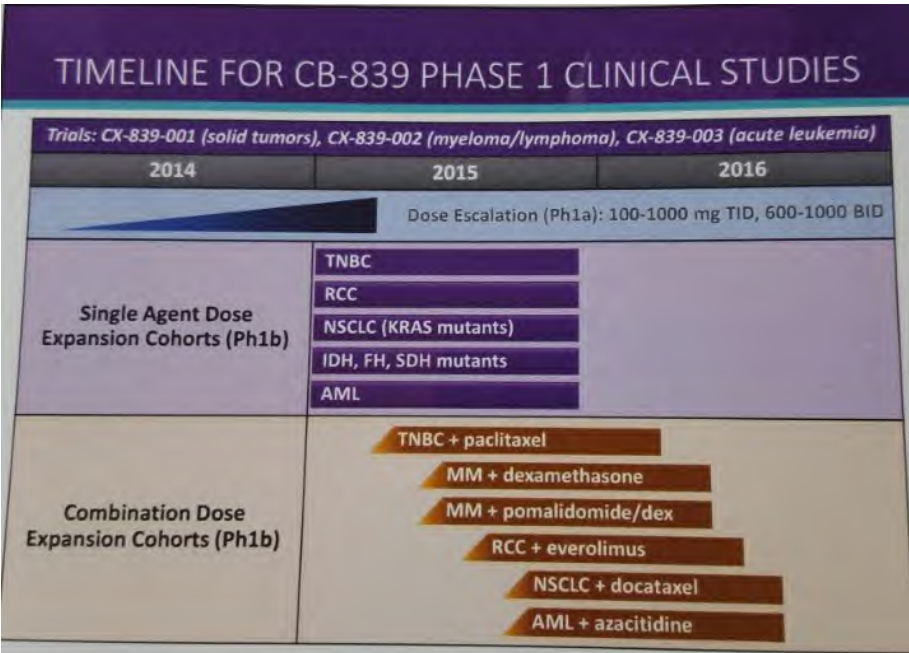 TIMELINE FOR CB-839 PHASE 1 CLINICAL STUDIES
Trials: CX-839-001 (solid tumors), CX-839-002 (myeloma/lymphoma), CX-839-003 (acute leukemia)
2014 2015 2016
Dose Escalation (Ph1a): 100-1000 mg TID, 600-1000 BID
Single Agent Dose
Expansion Cohorts (Ph1b)
TNBC
RCC
NSCLC (KRAS mutants)
IDH, FH, SDH mutants
AML
Combination Dose
Expansion Cohorts (Ph1b)
TNBC + paclitaxel
MM + dexamethasone
MM + pomalidomide/dex
RCC + everolimus
NSCLC + docataxel
AML + azacitidine